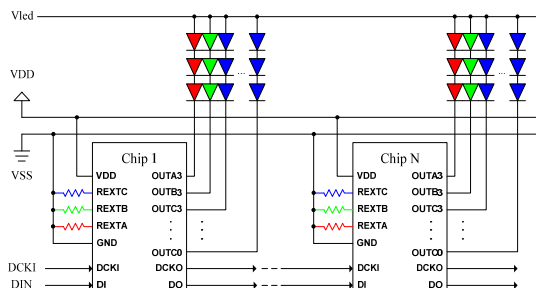 Vled
VDD
VSS
Chip 1 Chip N
VDD OUTA3 VDD OUTA3
REXTC OUTB3 REXTC OUTB3
REXTB OUTC3 REXTB OUTC3
REXTA REXTA
GND GND
OUTC0 OUTC0
DCKI DCKI DCKO DCKI DCKO
DIN DI DO DI DO